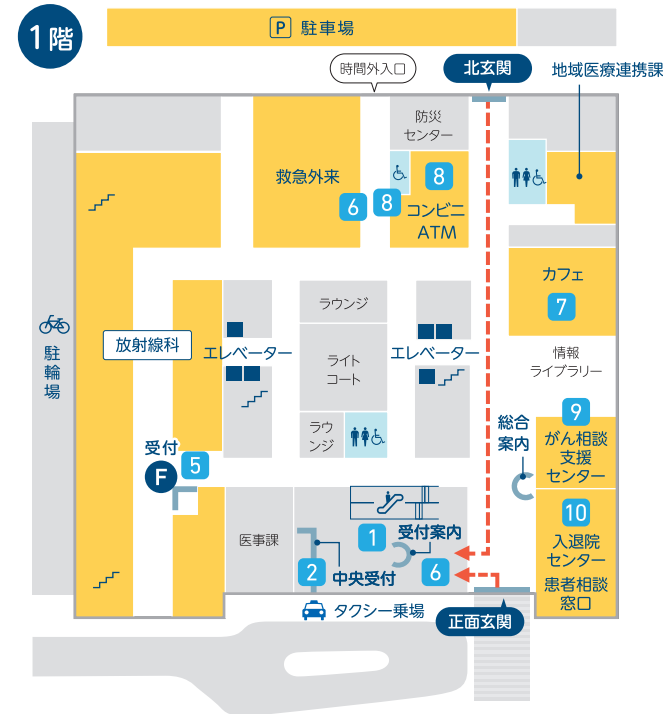 1階
P 駐車場
時間外入口
北玄関
地域医療連携課
防災
センター
救急外来
6
8
8
コンビニ
ATM
カフェ
7
ラウンジ
放射線科
エレベーター
ライト
コート
エレベーター
情報
ライブラリー
駐輪場
ラウ
ンジ
総合
案内
9
がん相談
支援
センター
受付
F
5
医事課
1
受付案内
2
中央受付
6
10
入退院
センター
患者相談
窓口
タクシー乗場
正面玄関